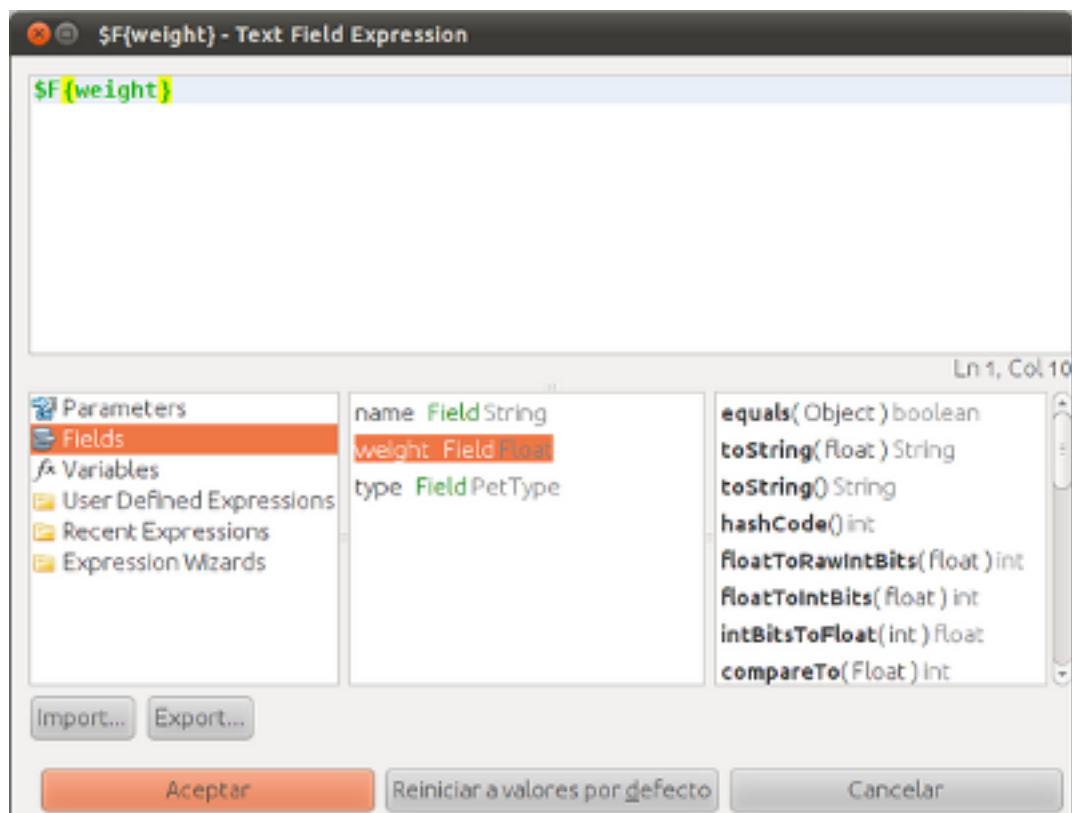 $F{weight} - Text Field Expression
$F{weight}
Ln 1, Col 10
Parameters
Fields
fx Variables
User Defined Expressions
Recent Expressions
Expression Wizards
name Field String
weight Field Float
type Field PetType
equals( Object ) boolean
toString( float ) String
toString() String
hashCode() int
floatToRawIntBits( float ) int
floatToIntBits( float ) int
intBitsToFloat( int ) float
compareTo( Float ) int
Import...
Export...
Aceptar
Reiniciar a valores por defecto
Cancelar